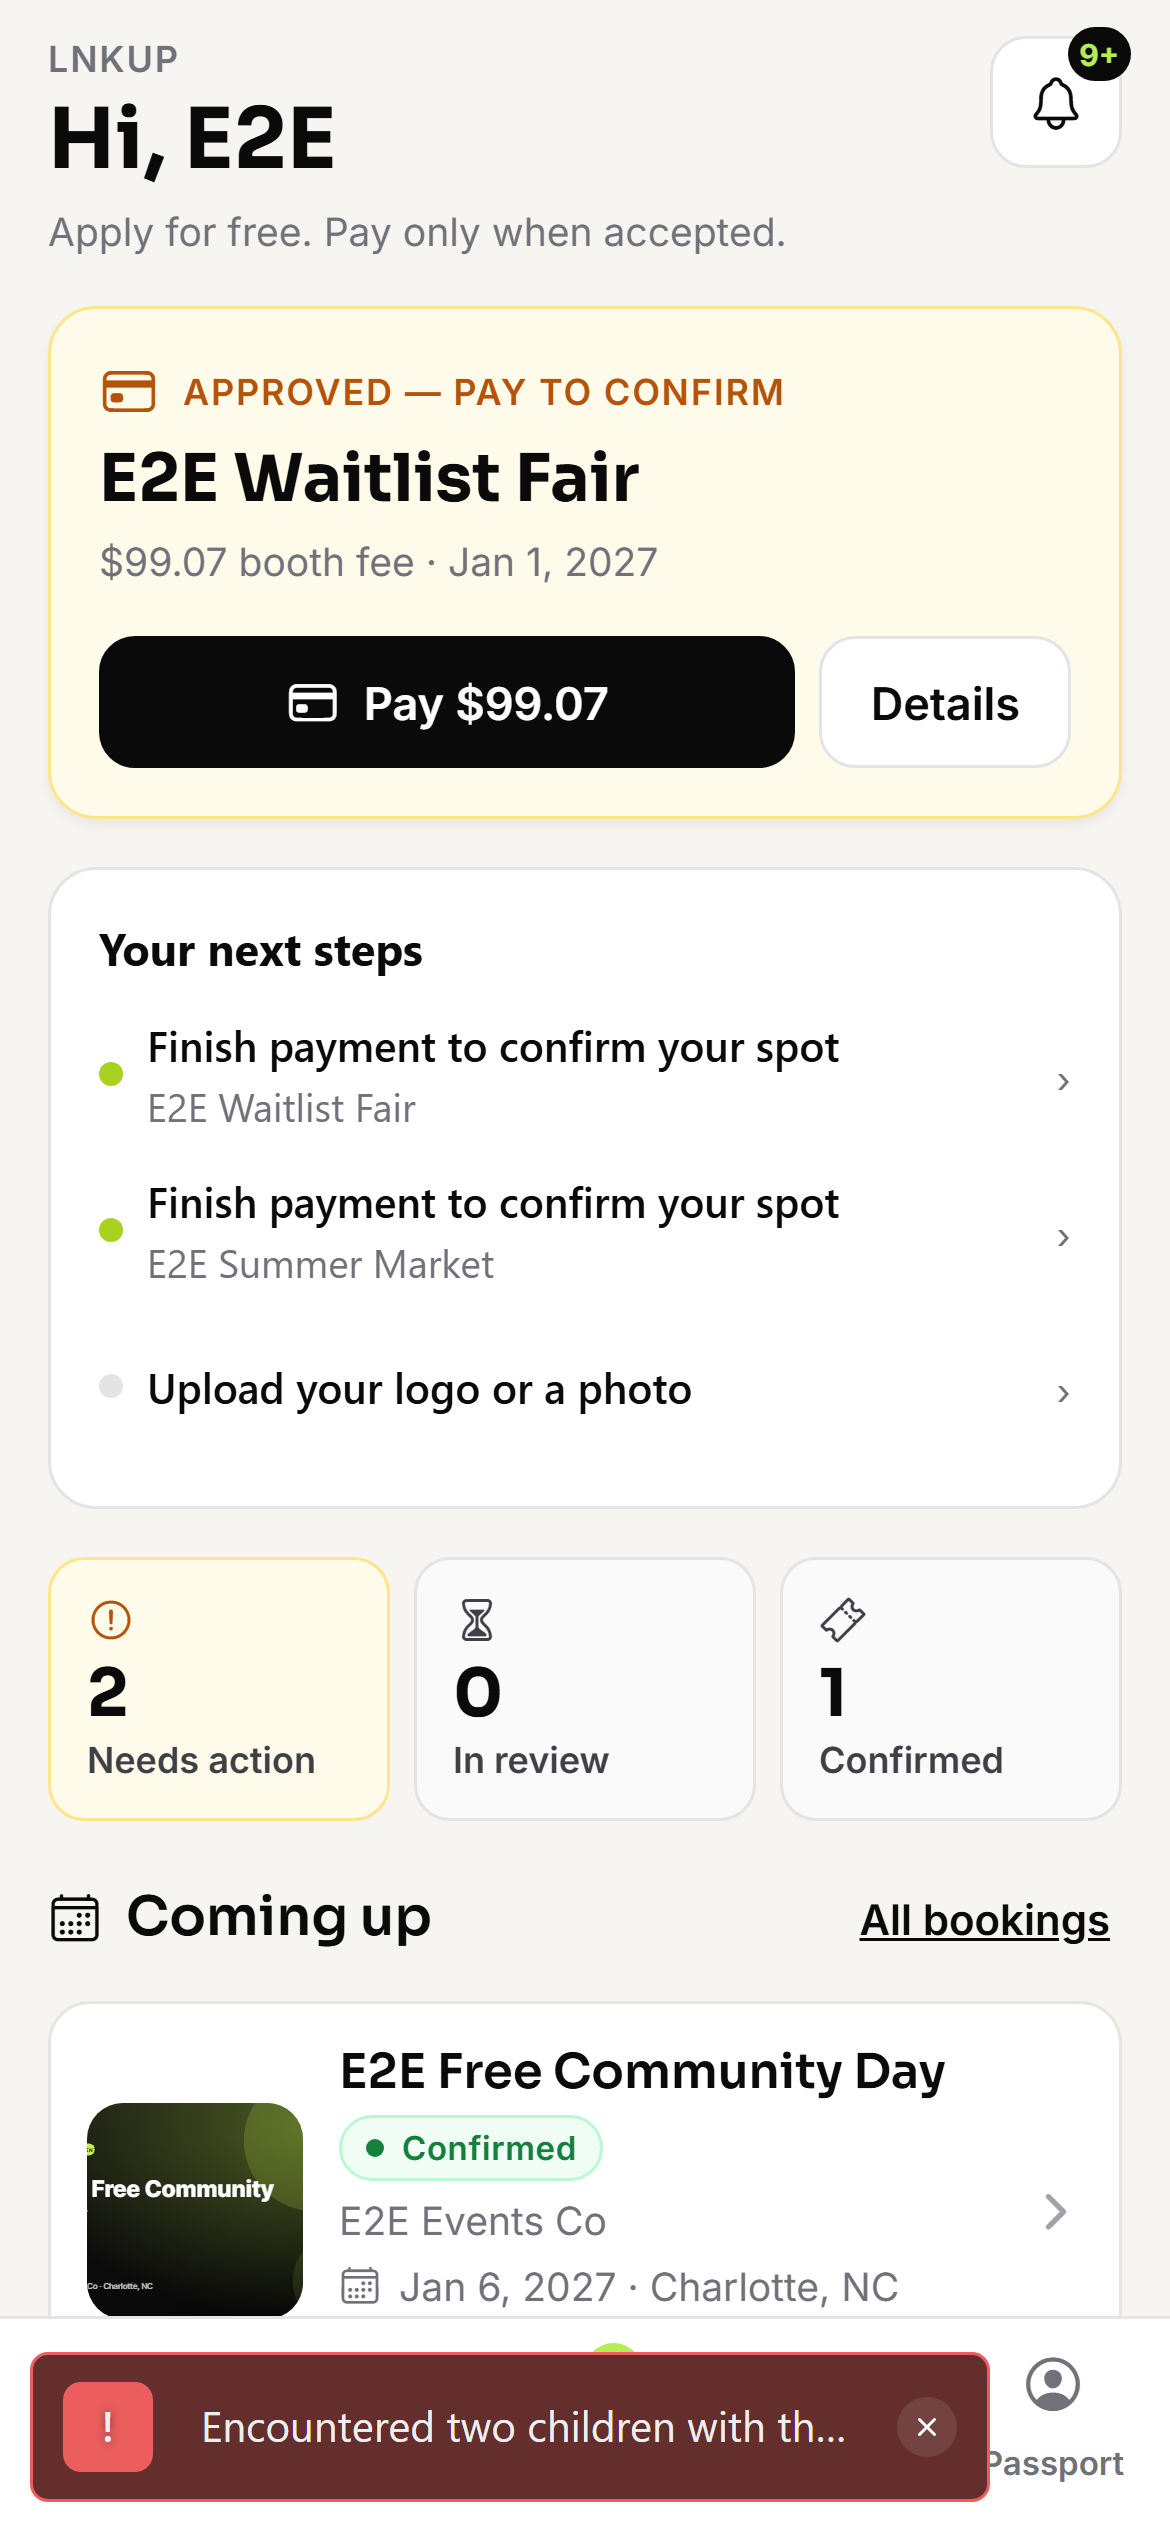 LNKUP
9+
Hi, E2E
Apply for free. Pay only when accepted.
APPROVED — PAY TO CONFIRM
E2E Waitlist Fair
$99.07 booth fee · Jan 1, 2027
Pay $99.07
Details
Your next steps
Finish payment to confirm your spot
E2E Waitlist Fair
Finish payment to confirm your spot
E2E Summer Market
Upload your logo or a photo
2
Needs action
0
In review
1
Confirmed
Coming up
All bookings
E2E Free Community Day
Confirmed
Free Community
E2E Events Co
Co · Charlotte, NC
Jan 6, 2027 · Charlotte, NC
! Encountered two children with th...
Passport